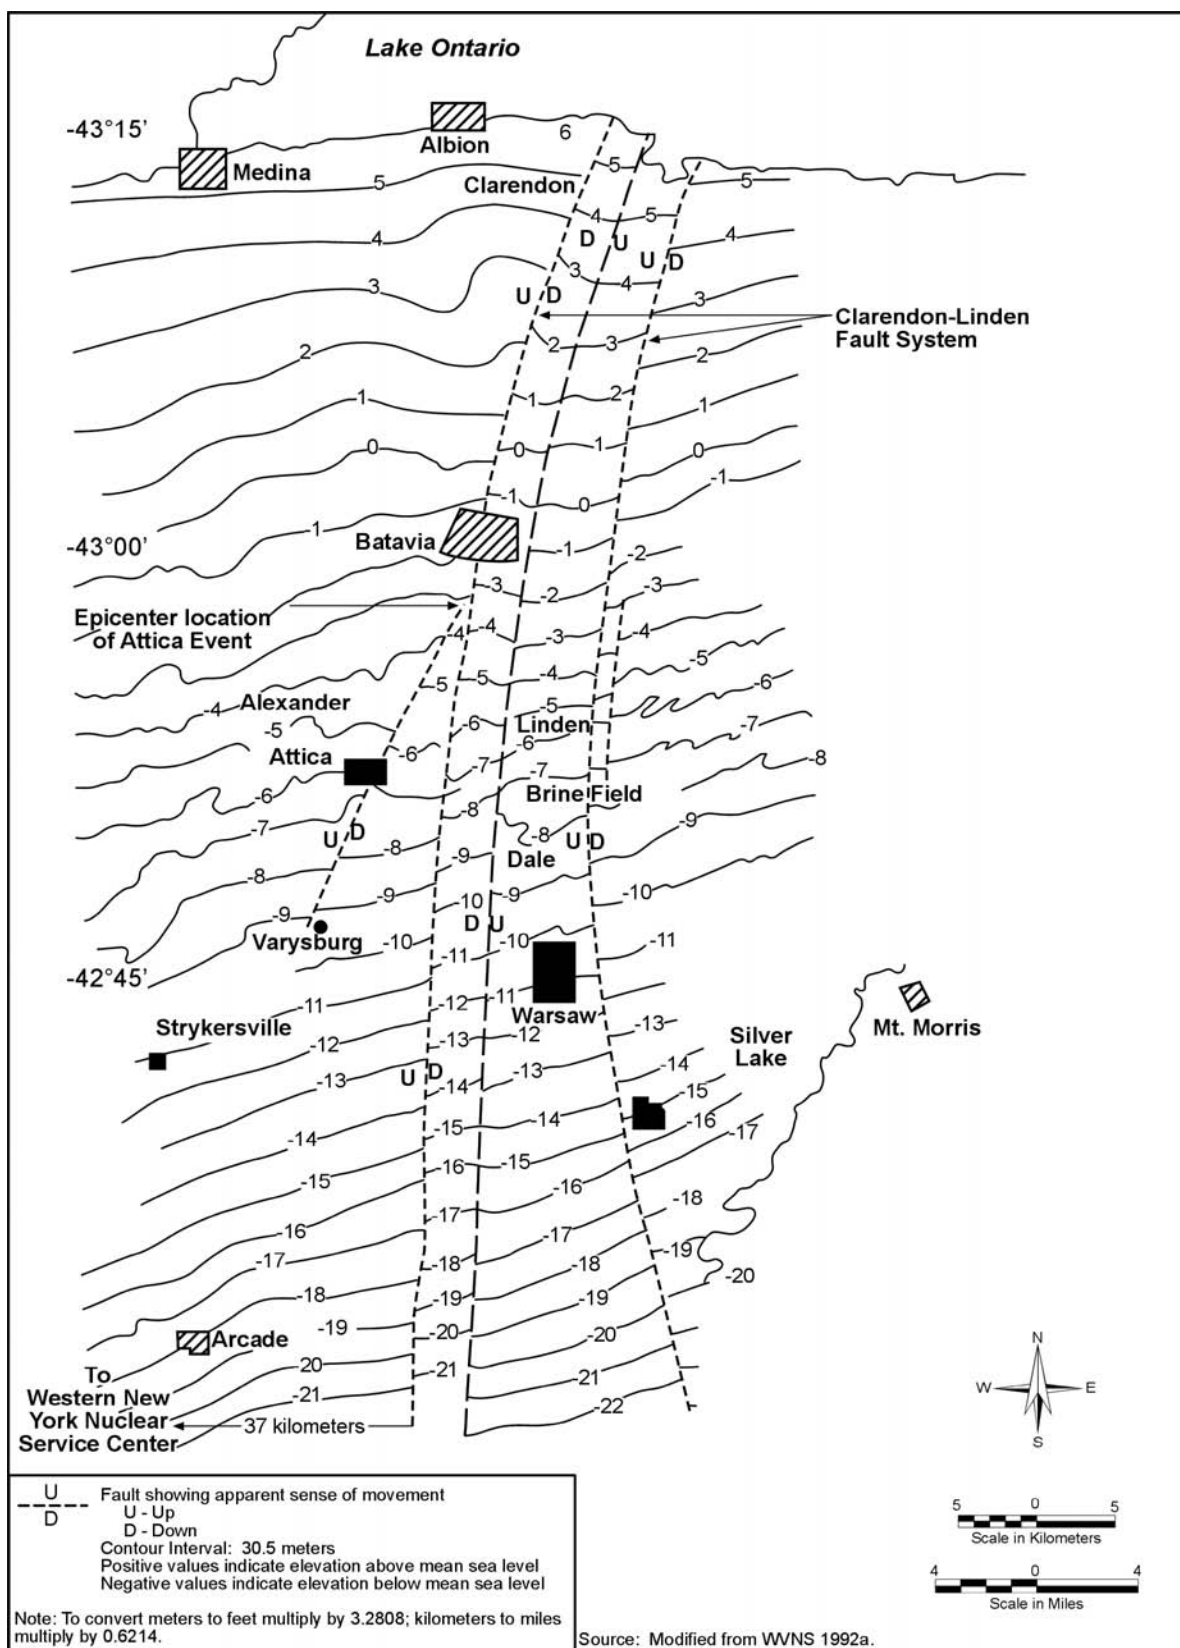 Lake Ontario
-43°15'
Albion
6
Medina
5
Clarendon
5
5
4
4
5
4
D U
U D
3
3
4
3
U D
Clarendon-Linden
Fault System
2
2
3
2
1
1
2
1
0
0
1
0
-1
-1
-1
0
Batavia
-43°00'
-1
-2
-3
-2
-3
Epicenter location
of Attica Event
-4
-4
-3
-4
-5
-5
-4
-5
-6
Alexander
-4
-5
-5
-6
Linden
-7
Attica
-6
-6
-7
-7
-8
-6
Brine Field
-7
U D
-8
-8
U D
-9
-8
-8
-9
Dale
-9
-9
-10
-9
-10
D U
Varysburg
-10
-10
-11
-11
-42°45'
-11
-12
-11
Warsaw
Mt. Morris
Strykersville
-12
-13
-12
-13
Silver
Lake
-13
U D
-14
-13
-14
-15
-14
-15
-14
-16
-17
-15
-16
-15
-16
-17
-16
-18
-17
-17
-18
-18
-19
-20
-18
-19
-19
-19
-20
-20
Arcade
-20
-21
-21
-21
-22
To
Western New
York Nuclear
Service Center
37 kilometers
N
W E
S
U
D
Fault showing apparent sense of movement
U - Up
D - Down
Contour Interval: 30.5 meters
Positive values indicate elevation above mean sea level
Negative values indicate elevation below mean sea level
Note: To convert meters to feet multiply by 3.2808; kilometers to miles
multiply by 0.6214.
5 0 5
Scale in Kilometers
4 0 4
Scale in Miles
Source: Modified from WVNS 1992a.